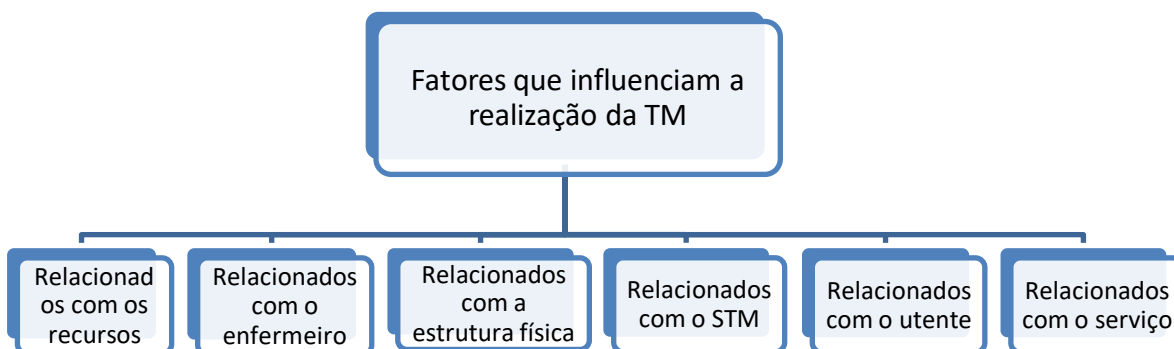 Fatores que influenciam a
realização da TM
Relacionad
os com os
recursos
Relacionados
com o
enfermeiro
Relacionados
com a
estrutura física
Relacionados
com o STM
Relacionados
com o utente
Relacionados
com o serviço